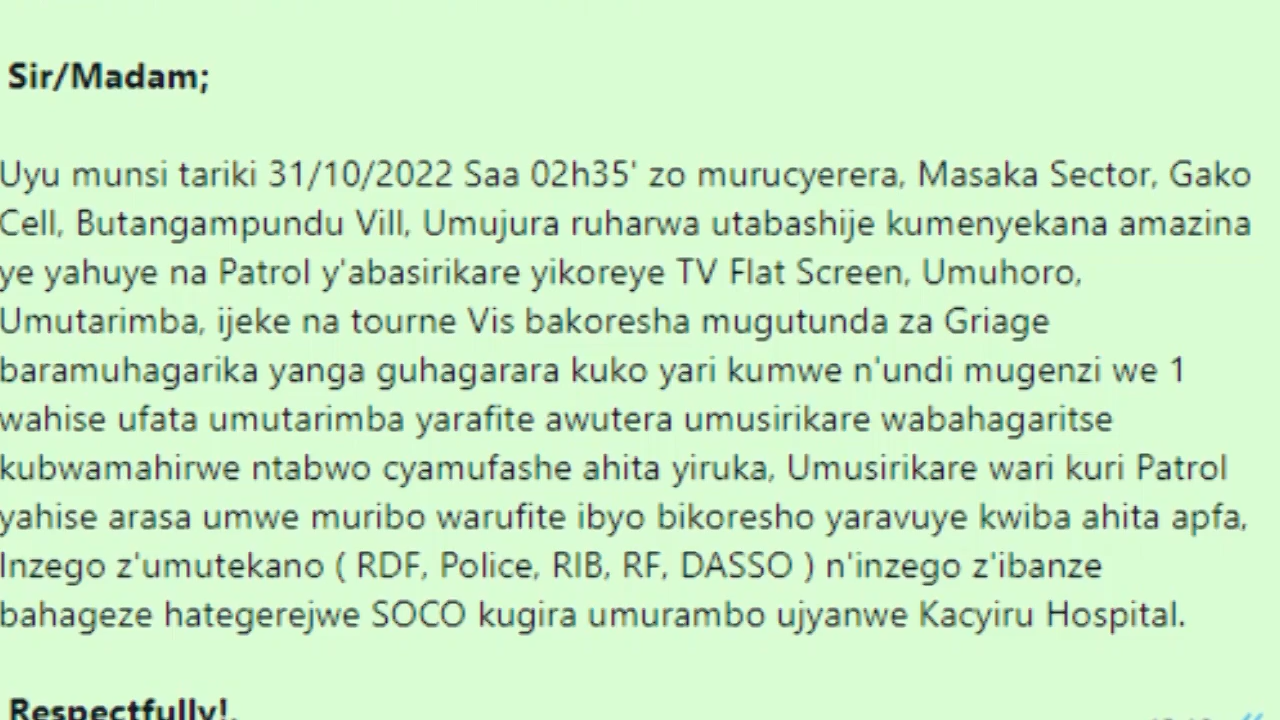 Sir/Madam;
Uyu munsi tariki 31/10/2022 Saa 02h35' zo murucyerera, Masaka Sector, Gako
Cell, Butangampundu Vill, Umujura ruharwa utabashije kumenyekana amazina
ye yahuye na Patrol y'abasirikare yikoreye TV Flat Screen, Umuhoro,
Umutarimba, ijeke na tourne Vis bakoresha mugutunda za Griage
baramuhagarika yanga guhagarara kuko yari kumwe n'undi mugenzi we 1
wahise ufata umutarimba yarafite awutera umusirikare wabahagaritse
kubwamahirwe ntabwo cyamufashe ahita yiruka, Umusirikare wari kuri Patrol
yahise arasa umwe muribo warufite ibyo bikoresho yaravuye kwiba ahita apfa,
Inzego z'umutekano ( RDF, Police, RIB, RF, DASSO ) n'inzego z'ibanze
bahageze hategerejwe SOCO kugira umurambo ujyanwe Kacyiru Hospital.
Respectfully!.